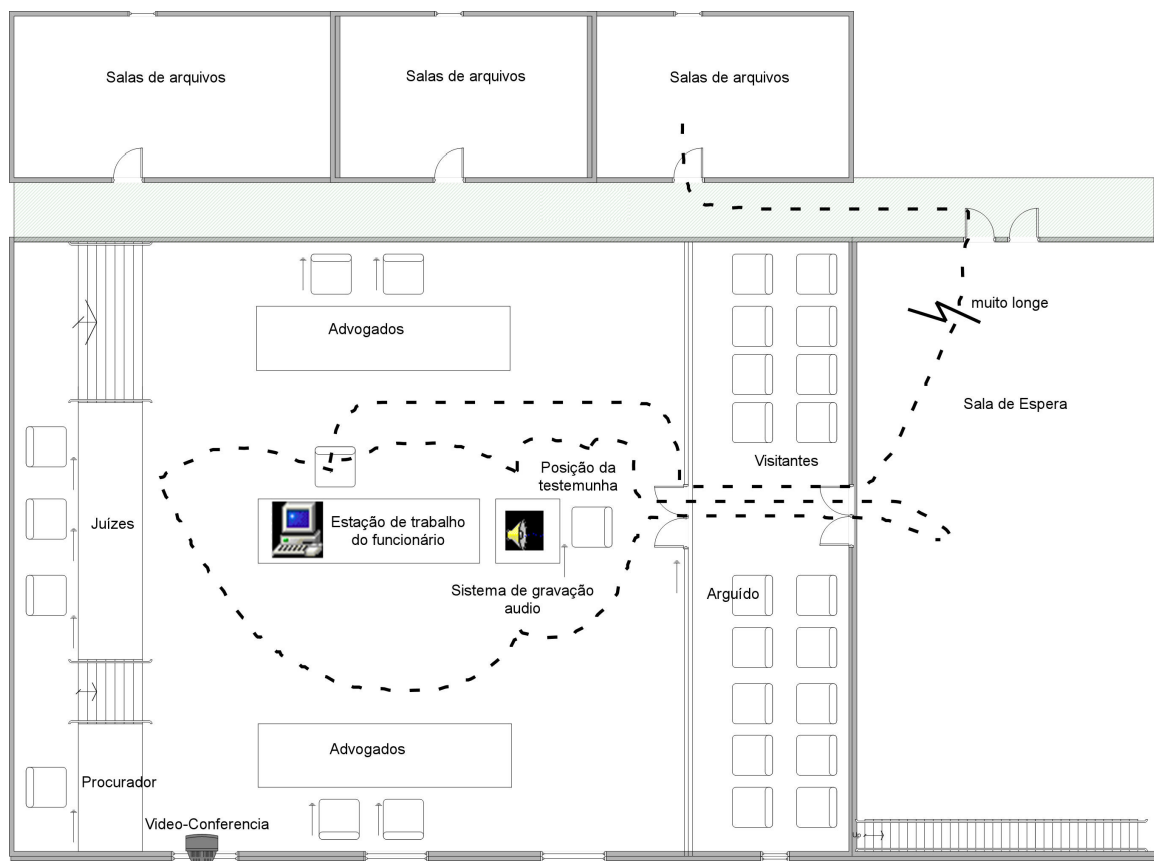 Salas de arquivos
Salas de arquivos
Salas de arquivos
muito longe
Advogados
Sala de Espera
Visitantes
Posição da
testemunha
Juízes
Estação de trabalho
do funcionário
Sistema de gravação
audio
Arguído
Advogados
Procurador
Video-Conferencia
Up